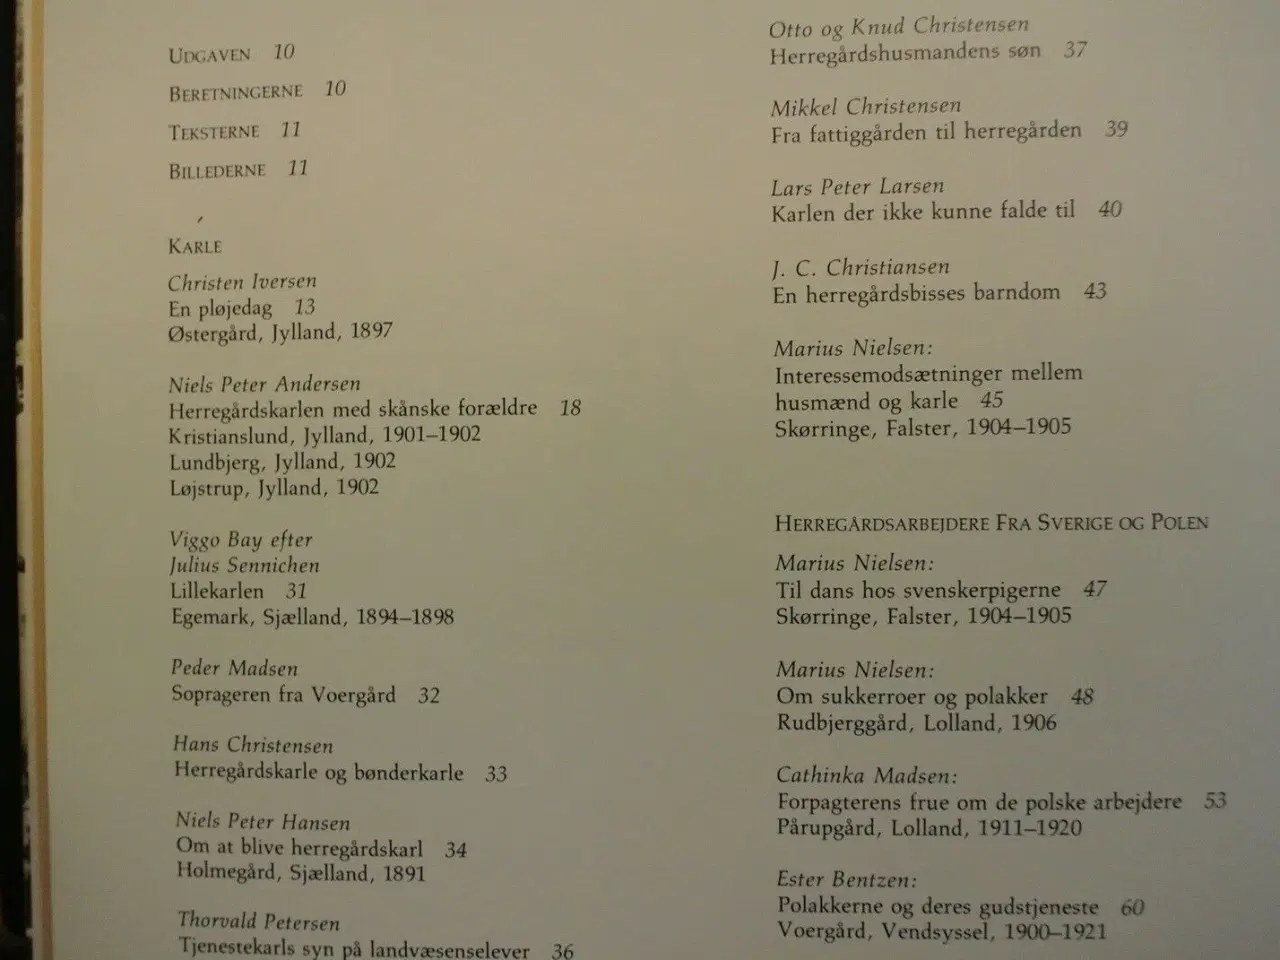 UDGAVEN 10
BERETNINGERNE 10
TEKSTERNE 11
BILLEDERNE 11
KARLE
Christen Iversen
En pløjedag 13
Østergård, Jylland, 1897
Niels Peter Andersen
Herregårdskarlen med skånske forældre 18
Kristianslund, Jylland, 1901–1902
Lundbjerg, Jylland, 1902
Løjstrup, Jylland, 1902
Viggo Bay efter
Julius Sennichen
Lillekarlen 31
Egemark, Sjælland, 1894–1898
Peder Madsen
Soprageren fra Voergård 32
Hans Christensen
Herregårdskarle og bønderkarle 33
Niels Peter Hansen
Om at blive herregårdskarl 34
Holmegård, Sjælland, 1891
Thorvald Petersen
Tjenestekarls syn på landvæsenselever 36
Otto og Knud Christensen
Herregårdshusmandens søn 37
Mikkel Christensen
Fra fattiggården til herregården 39
Lars Peter Larsen
Karlen der ikke kunne falde til 40
J. C. Christiansen
En herregårdsbisses barndom 43
Marius Nielsen:
Interessemodsætninger mellem
husmænd og karle 45
Skørringe, Falster, 1904–1905
HERREGÅRDSARBEJDERE FRA SVERIGE OG POLEN
Marius Nielsen:
Til dans hos svenskerpigerne 47
Skørringe, Falster, 1904–1905
Marius Nielsen:
Om sukkerroer og polakker 48
Rudbjerggård, Lolland, 1906
Cathinka Madsen:
Forpagterens frue om de polske arbejdere 53
Pårupgård, Lolland, 1911–1920
Ester Bentzen:
Polakkerne og deres gudstjeneste 60
Voergård, Vendsyssel, 1900–1921